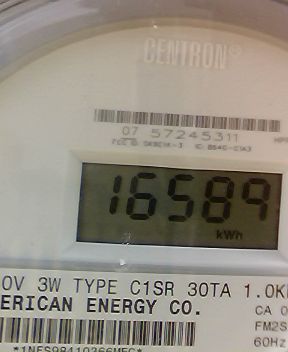 CENTRON®
07 57245311
16589
kWh
0V 3W TYPE C1SR 30TA 1.0K
ERICAN ENERGY CO.
CA 0
FM2S
60Hz